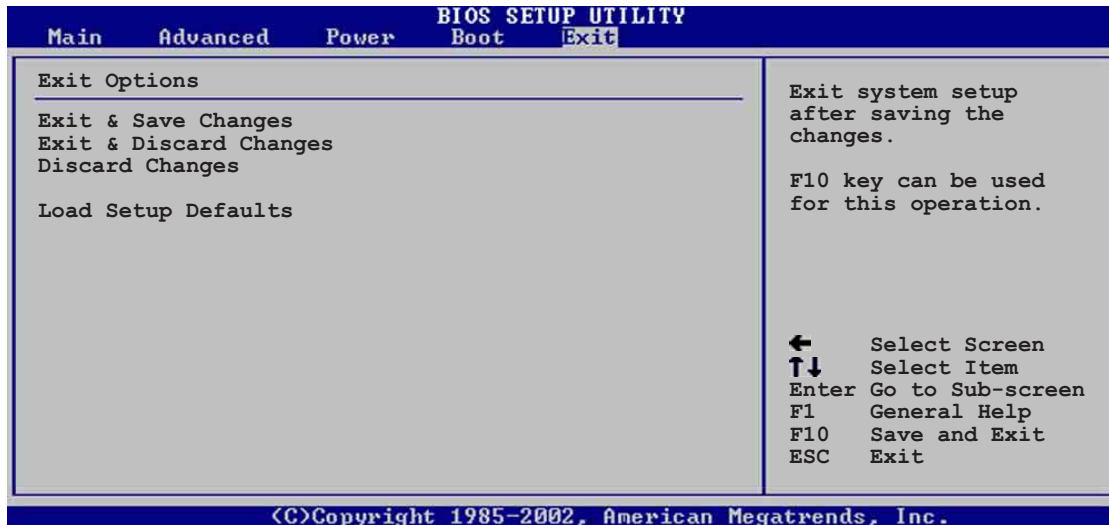 BIOS SETUP UTILITY
Main Advanced Power Boot Exit
Exit Options
Exit & Save Changes
Exit & Discard Changes
Discard Changes
Load Setup Defaults
Exit system setup
after saving the
changes.
F10 key can be used
for this operation.
← Select Screen
↑↓ Select Item
Enter Go to Sub-screen
F1 General Help
F10 Save and Exit
ESC Exit
(C)Copyright 1985-2002, American Megatrends, Inc.